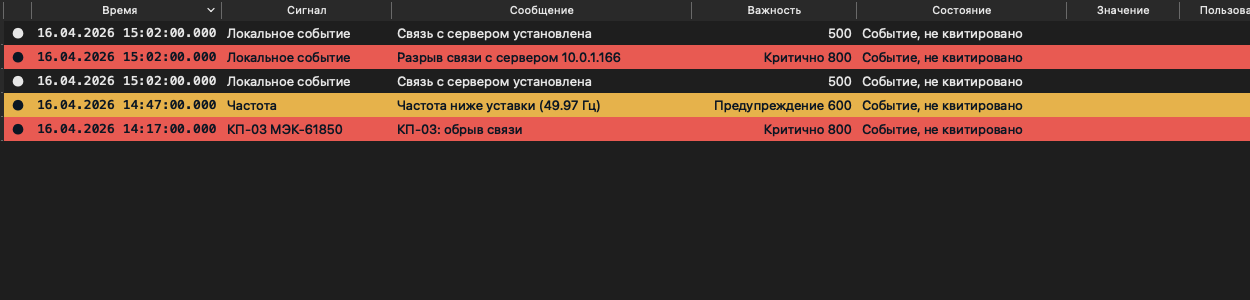 Время Сигнал Сообщение Важность Состояние Значение Пользова
16.04.2026 15:02:00.000 Локальное событие Связь с сервером установлена 500 Событие, не квитировано
16.04.2026 15:02:00.000 Локальное событие Разрыв связи с сервером 10.0.1.166 Критично 800 Событие, не квитировано
16.04.2026 15:02:00.000 Локальное событие Связь с сервером установлена 500 Событие, не квитировано
16.04.2026 14:47:00.000 Частота Частота ниже уставки (49.97 Гц) Предупреждение 600 Событие, не квитировано
16.04.2026 14:17:00.000 КП-03 МЭК-61850 КП-03: обрыв связи Критично 800 Событие, не квитировано